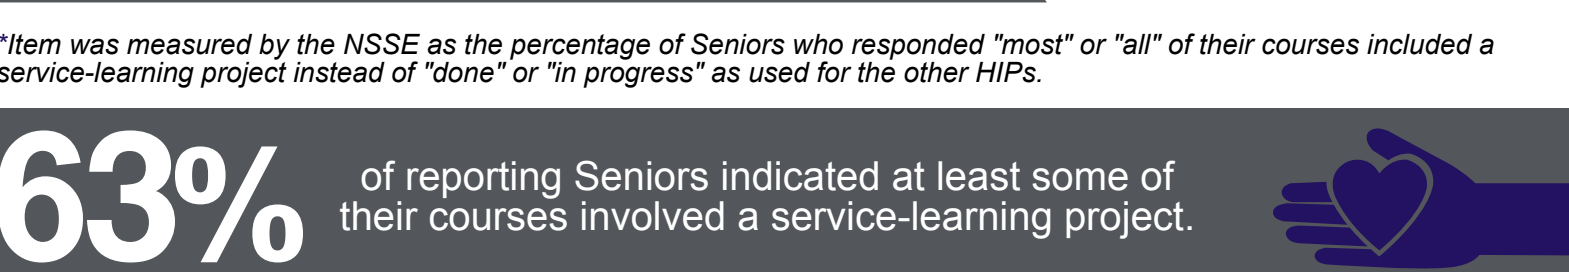 *Item was measured by the NSSE as the percentage of Seniors who responded "most" or "all" of their courses included a
service-learning project instead of "done" or "in progress" as used for the other HIPs.
63%
of reporting Seniors indicated at least some of
their courses involved a service-learning project.